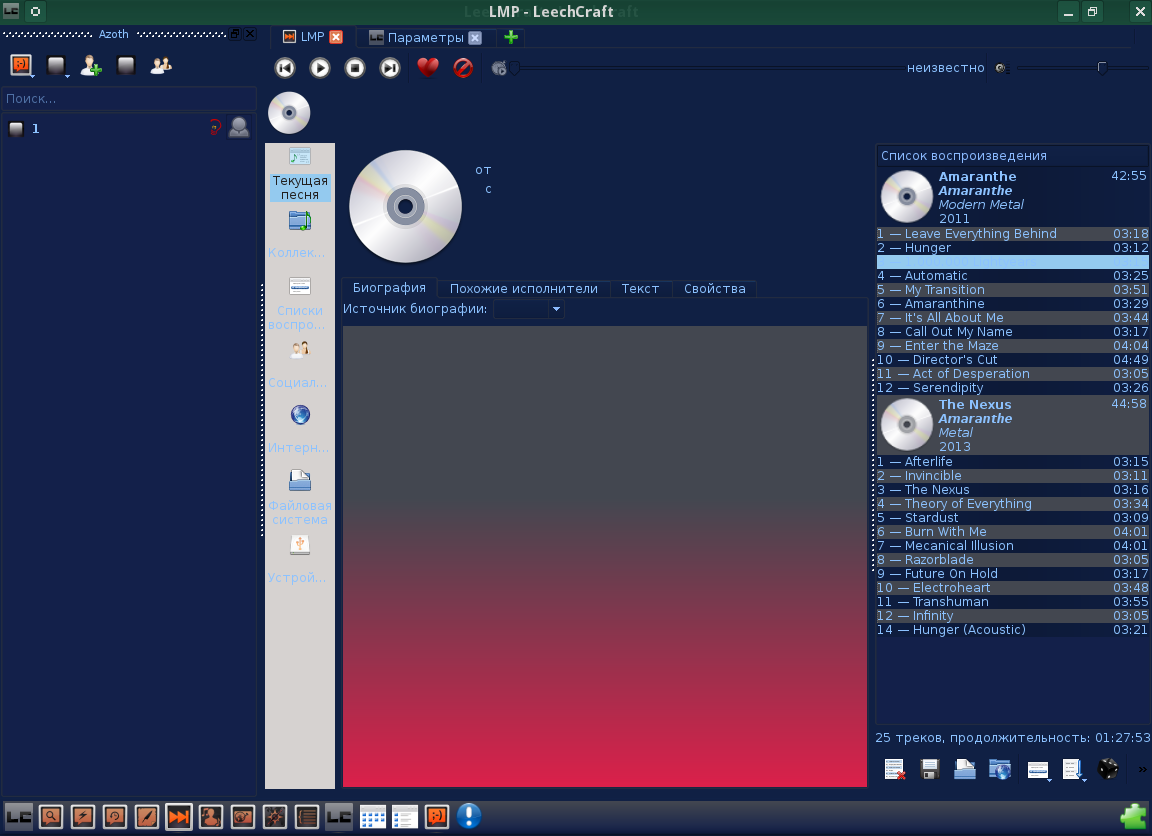 LMP - LeechCraft
Azoth
LMP
Параметры
неизвестно
Поиск...
1
Текущая
песня
Коллек...
Списки
воспро...
Социал...
Интерн...
Файловая
система
Устрой...
от
с
Биография
Похожие исполнители
Текст
Свойства
Источник биографии:
Список воспроизведения
Amaranthe 42:55
Amaranthe
Modern Metal
2011
1 — Leave Everything Behind 03:18
2 — Hunger 03:12
4 — Automatic 03:25
5 — My Transition 03:51
6 — Amaranthine 03:29
7 — It's All About Me 03:44
8 — Call Out My Name 03:17
9 — Enter the Maze 04:04
10 — Director's Cut 04:49
11 — Act of Desperation 03:05
12 — Serendipity 03:26
The Nexus 44:58
Amaranthe
Metal
2013
1 — Afterlife 03:15
2 — Invincible 03:11
3 — The Nexus 03:16
4 — Theory of Everything 03:34
5 — Stardust 03:09
6 — Burn With Me 04:01
7 — Mecanical Illusion 04:01
8 — Razorblade 03:05
9 — Future On Hold 03:17
10 — Electroheart 03:48
11 — Transhuman 03:55
12 — Infinity 03:05
14 — Hunger (Acoustic) 03:21
25 треков, продолжительность: 01:27:53